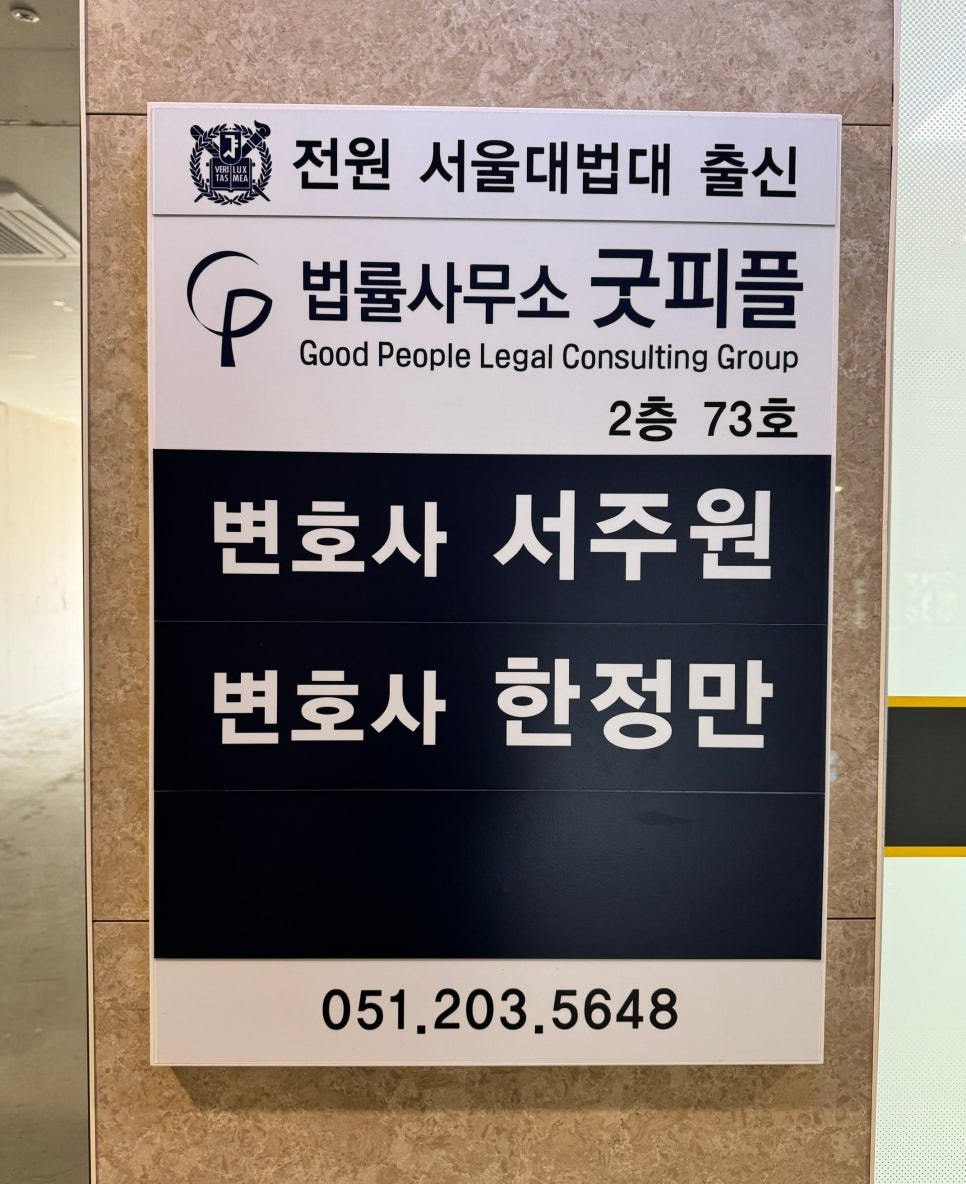 VERI LUX
TAS MEA
전원 서울대법대 출신
법률사무소 굿피플
Good People Legal Consulting Group
2층 73호
변호사 서주원
변호사 한정만
051.203.5648